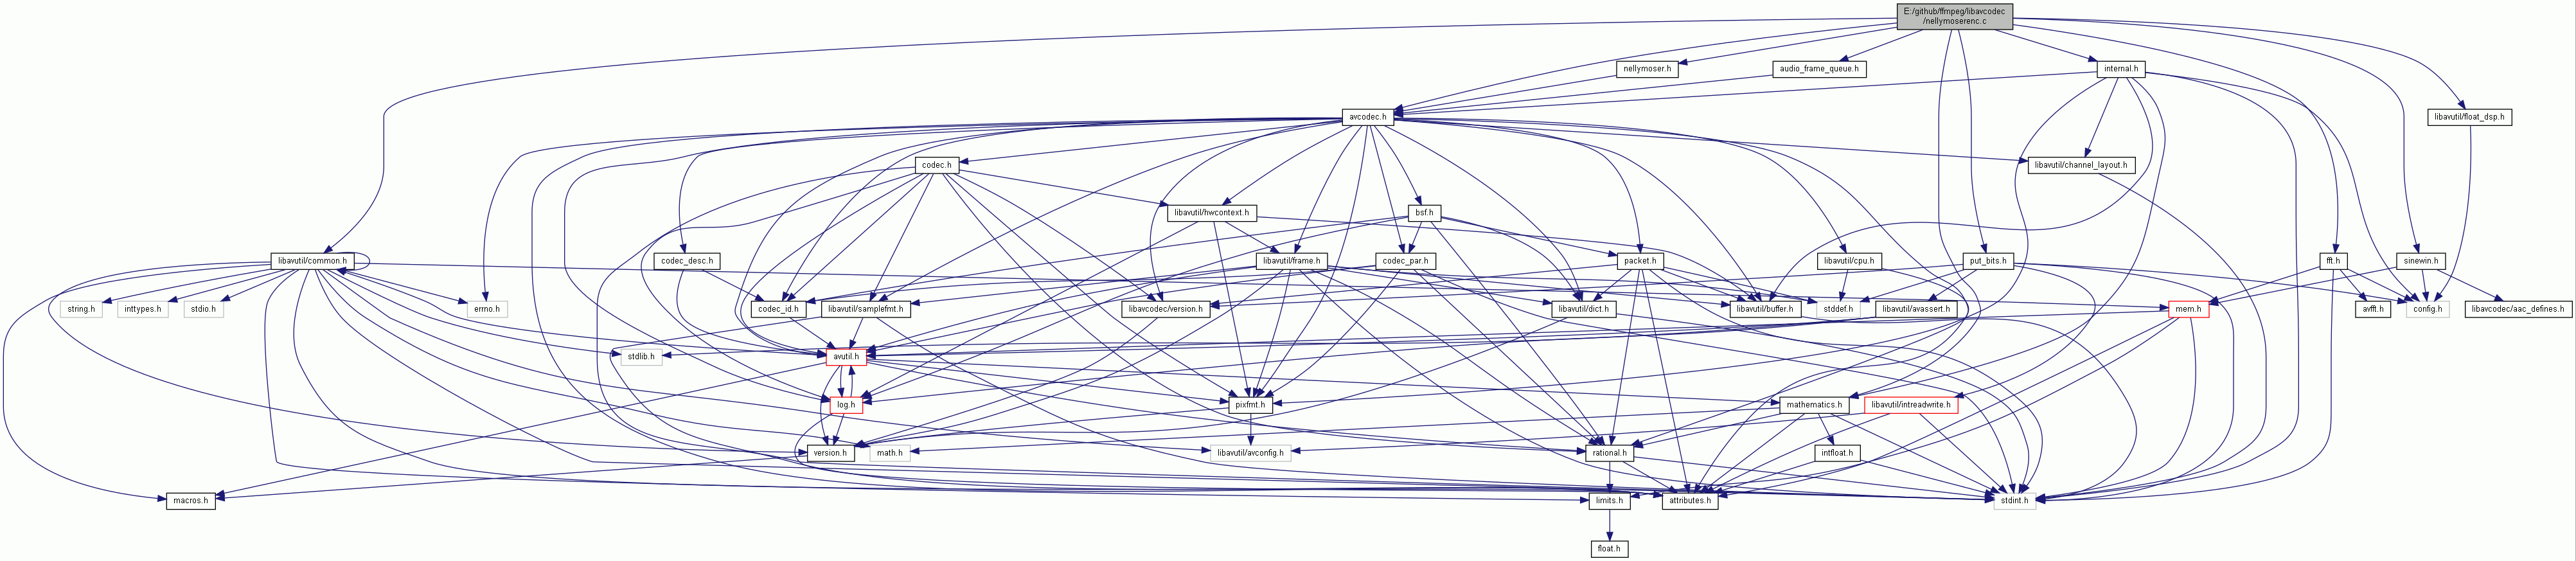 E:/github/ffmpeg/libavcodec
/nellymoserenc.c
nellymoser.h
audio_frame_queue.h
internal.h
avcodec.h
libavutil/float_dsp.h
codec.h
libavutil/channel_layout.h
libavutil/hwcontext.h
bsf.h
libavutil/common.h
codec_desc.h
libavutil/frame.h
codec_par.h
packet.h
libavutil/cpu.h
put_bits.h
fft.h
sinewin.h
string.h
inttypes.h
stdio.h
errno.h
codec_id.h
libavutil/samplefmt.h
libavcodec/version.h
libavutil/dict.h
libavutil/buffer.h
stddef.h
libavutil/avassert.h
mem.h
avfft.h
config.h
libavcodec/aac_defines.h
stdlib.h
avutil.h
log.h
pixfmt.h
mathematics.h
libavutil/intreadwrite.h
version.h
math.h
libavutil/avconfig.h
rational.h
intfloat.h
macros.h
limits.h
attributes.h
stdint.h
float.h